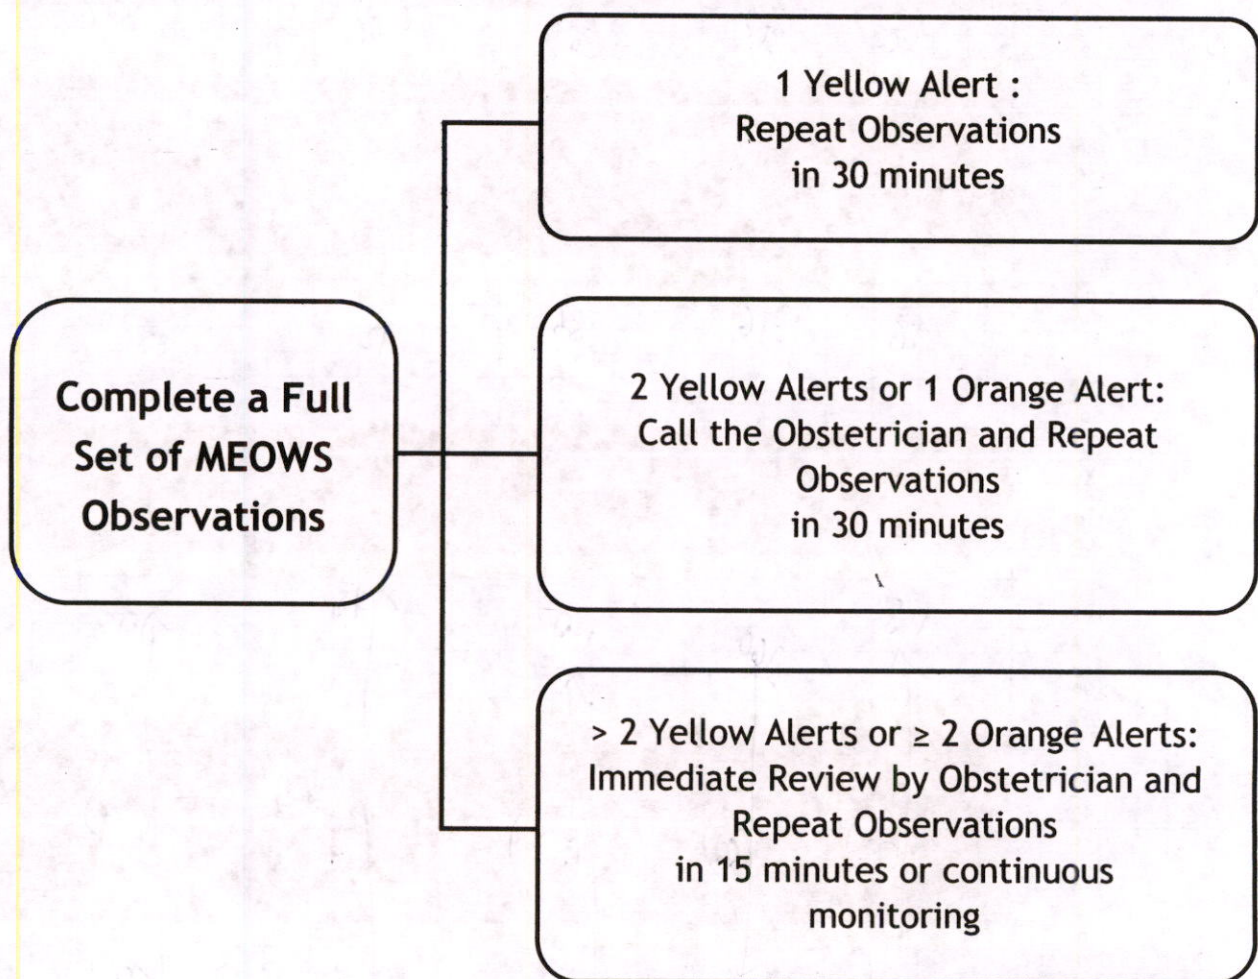 1 Yellow Alert :
Repeat Observations
in 30 minutes
Complete a Full
Set of MEOWS
Observations
2 Yellow Alerts or 1 Orange Alert:
Call the Obstetrician and Repeat
Observations
in 30 minutes
> 2 Yellow Alerts or ≥ 2 Orange Alerts:
Immediate Review by Obstetrician and
Repeat Observations
in 15 minutes or continuous
monitoring